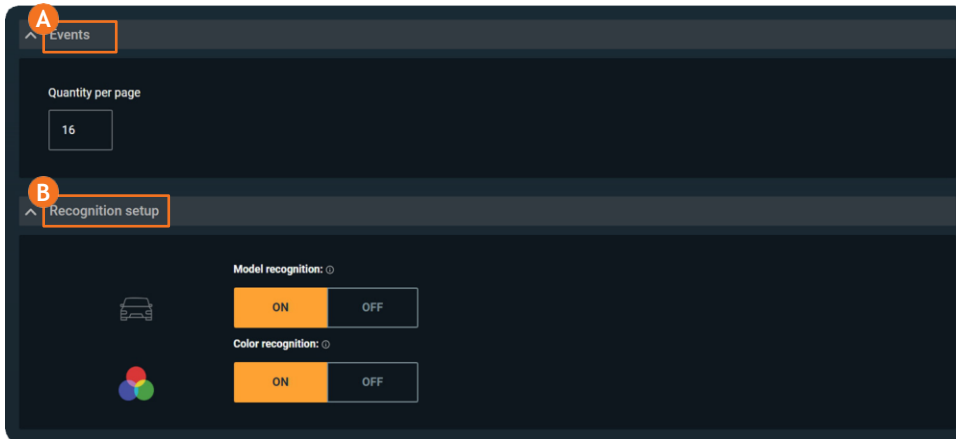 A
Events
Quantity per page
16
B
Recognition setup
Model recognition:
ON OFF
Color recognition:
ON OFF